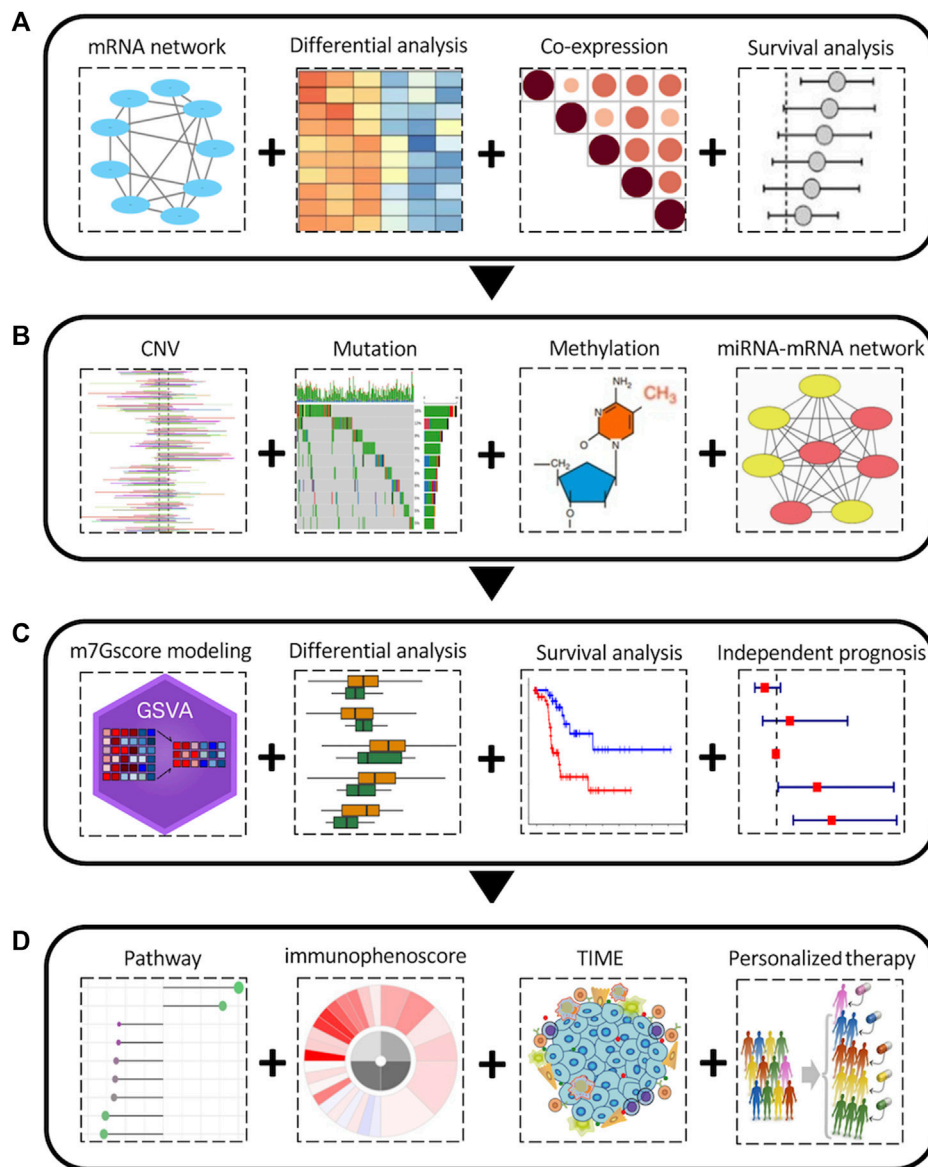 A
mRNA network
Differential analysis
Co-expression
Survival analysis
+ + +
B
CNV
Mutation
Methylation
miRNA-mRNA network
NH₂
CH₃
N
O
N
CH₂
O
O
+ + +
C
m7Gscore modeling
Differential analysis
Survival analysis
Independent prognosis
GSVA
+ + +
D
Pathway
immunophenoscore
TIME
Personalized therapy
+ + +